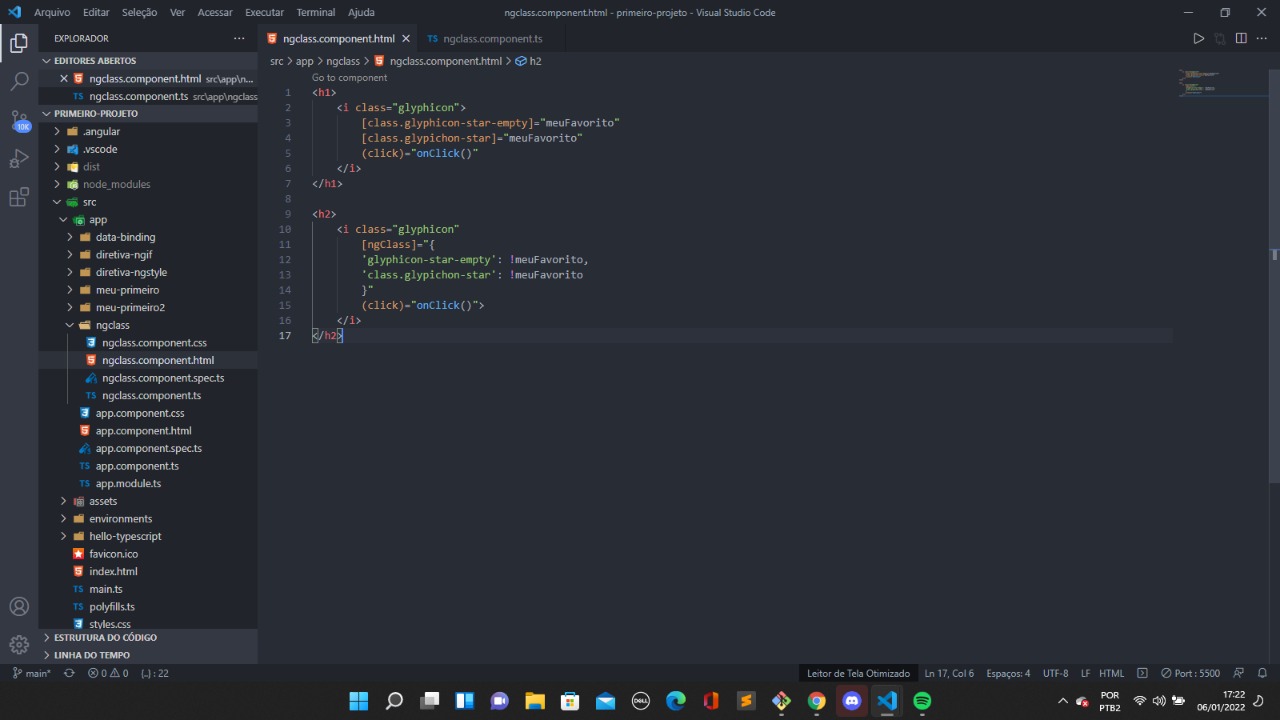 Arquivo Editar Seleção Ver Acessar Executar Terminal Ajuda
ngclass.component.html - primeiro-projeto - Visual Studio Code
EXPLORADOR
EDITORES ABERTOS
ngclass.component.html src\app\n...
TS ngclass.component.ts src\app\ngclass
PRIMEIRO-PROJETO
.angular
.vscode
dist
node_modules
src
app
data-binding
diretiva-ngif
diretiva-ngstyle
meu-primeiro
meu-primeiro2
ngclass
ngclass.component.css
ngclass.component.html
ngclass.component.spec.ts
TS ngclass.component.ts
app.component.css
app.component.html
app.component.spec.ts
TS app.component.ts
TS app.module.ts
assets
environments
hello-typescript
favicon.ico
index.html
TS main.ts
TS polyfills.ts
styles.css
ESTRUTURA DO CÓDIGO
LINHA DO TEMPO
10K
ngclass.component.html
TS ngclass.component.ts
src > app > ngclass > ngclass.component.html > h2
Go to component
1 <h1>
2 <i class="glyphicon">
3 [class.glyphicon-star-empty]="meuFavorito"
4 [class.glypichon-star]="meuFavorito"
5 (click)="onClick()"
6 </i>
7 </h1>
8
9 <h2>
10 <i class="glyphicon"
11 [ngClass]="{
12 'glyphicon-star-empty': !meuFavorito,
13 'class.glypichon-star': !meuFavorito
14 }"
15 (click)="onClick()">
16 </i>
17 </h2>
main* 0 0 {..} : 22
Leitor de Tela Otimizado Ln 17, Col 6 Espaços: 4 UTF-8 LF HTML Port : 5500
DELL
POR
PTB2
17:22
06/01/2022